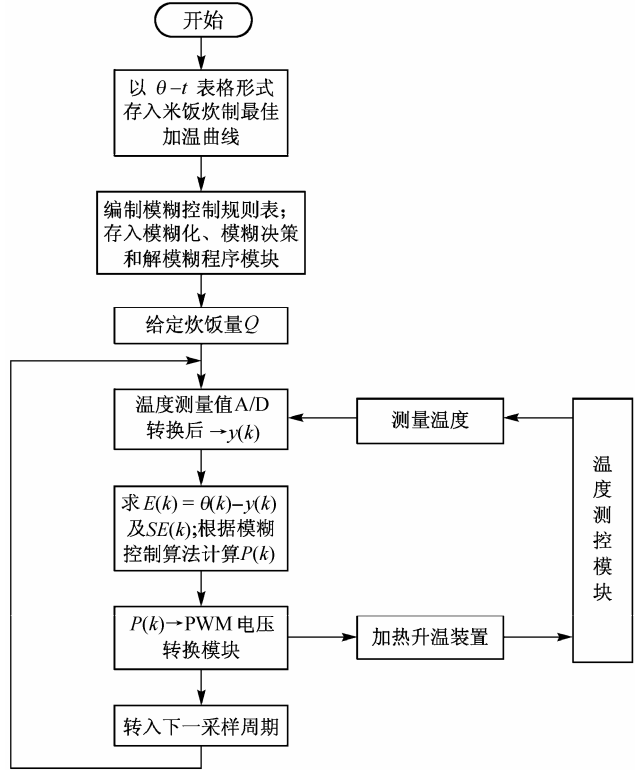 开始
以 θ–t 表格形式
存入米饭炊制最佳
加温曲线
编制模糊控制规则表;
存入模糊化、模糊决策
和解模糊程序模块
给定炊饭量Q
温度测量值A/D
转换后→y(k)
测量温度
求E(k) = θ(k)–y(k)
及SE(k);根据模糊
控制算法计算P(k)
P(k)→PWM电压
转换模块
加热升温装置
温
度
测
控
模
块
转入下一采样周期